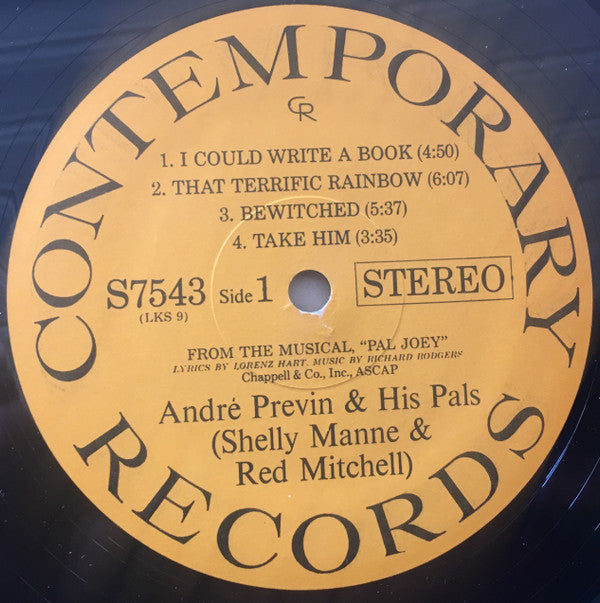 CONTEMPORARY
CR
1. I COULD WRITE A BOOK (4:50)
2. THAT TERRIFIC RAINBOW (6:07)
3. BEWITCHED (5:37)
4. TAKE HIM (3:35)
S7543 Side 1 STEREO
(LKS 9)
FROM THE MUSICAL, "PAL JOEY"
LYRICS BY LORENZ HART. MUSIC BY RICHARD RODGERS
Chappell & Co., Inc., ASCAP
André Previn & His Pals
(Shelly Manne &
Red Mitchell)
RECORDS